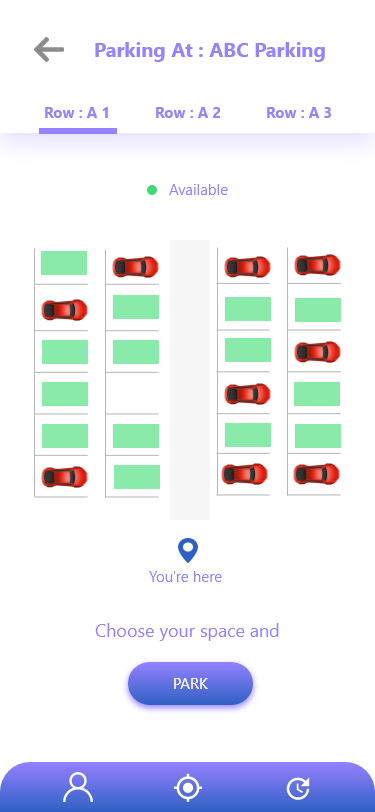 Parking At : ABC Parking
Row : A 1 Row : A 2 Row : A 3
Available
You're here
Choose your space and
PARK